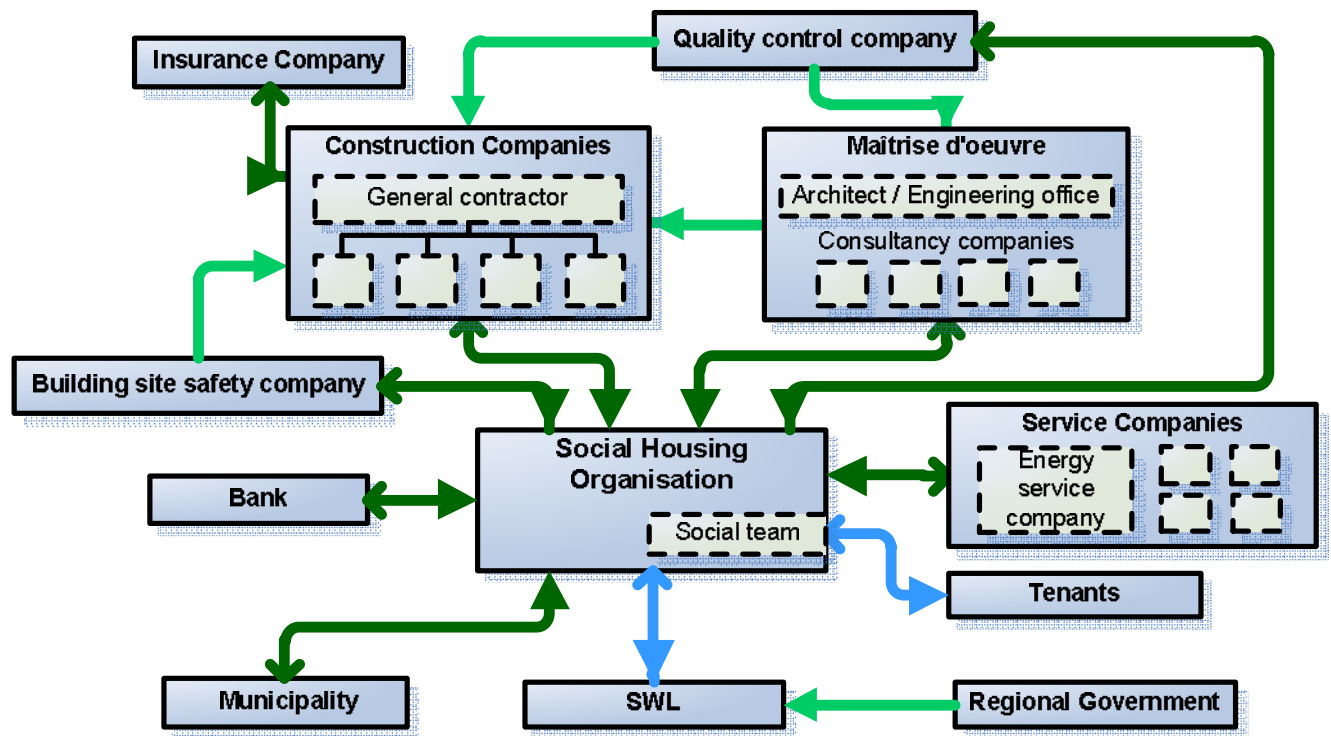 Quality control company
Insurance Company
Construction Companies
General contractor
Maîtrise d'oeuvre
Architect / Engineering office
Consultancy companies
Building site safety company
Social Housing
Organisation
Social team
Service Companies
Energy
service
company
Bank
Tenants
Municipality
SWL
Regional Government